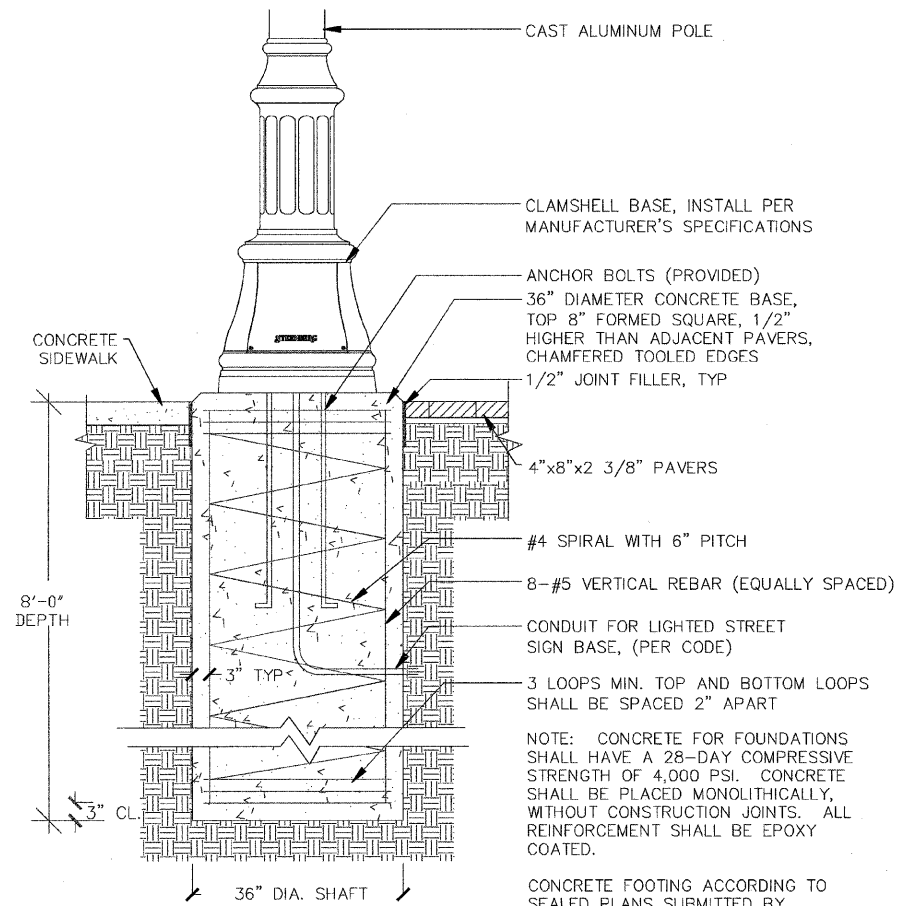 CAST ALUMINUM POLE
CLAMSHELL BASE, INSTALL PER
MANUFACTURER'S SPECIFICATIONS
ANCHOR BOLTS (PROVIDED)
36" DIAMETER CONCRETE BASE,
TOP 8" FORMED SQUARE, 1/2"
HIGHER THAN ADJACENT PAVERS,
CHAMFERED TOOLED EDGES
1/2" JOINT FILLER, TYP
CONCRETE
SIDEWALK
4"x8"x2 3/8" PAVERS
#4 SPIRAL WITH 6" PITCH
8-#5 VERTICAL REBAR (EQUALLY SPACED)
8'-0"
DEPTH
CONDUIT FOR LIGHTED STREET
SIGN BASE, (PER CODE)
3" TYP
3 LOOPS MIN. TOP AND BOTTOM LOOPS
SHALL BE SPACED 2" APART
NOTE: CONCRETE FOR FOUNDATIONS
SHALL HAVE A 28-DAY COMPRESSIVE
STRENGTH OF 4,000 PSI. CONCRETE
SHALL BE PLACED MONOLITHICALLY,
WITHOUT CONSTRUCTION JOINTS. ALL
REINFORCEMENT SHALL BE EPOXY
COATED.
3" CL.
36" DIA. SHAFT
CONCRETE FOOTING ACCORDING TO
SEALED PLANS SUBMITTED BY